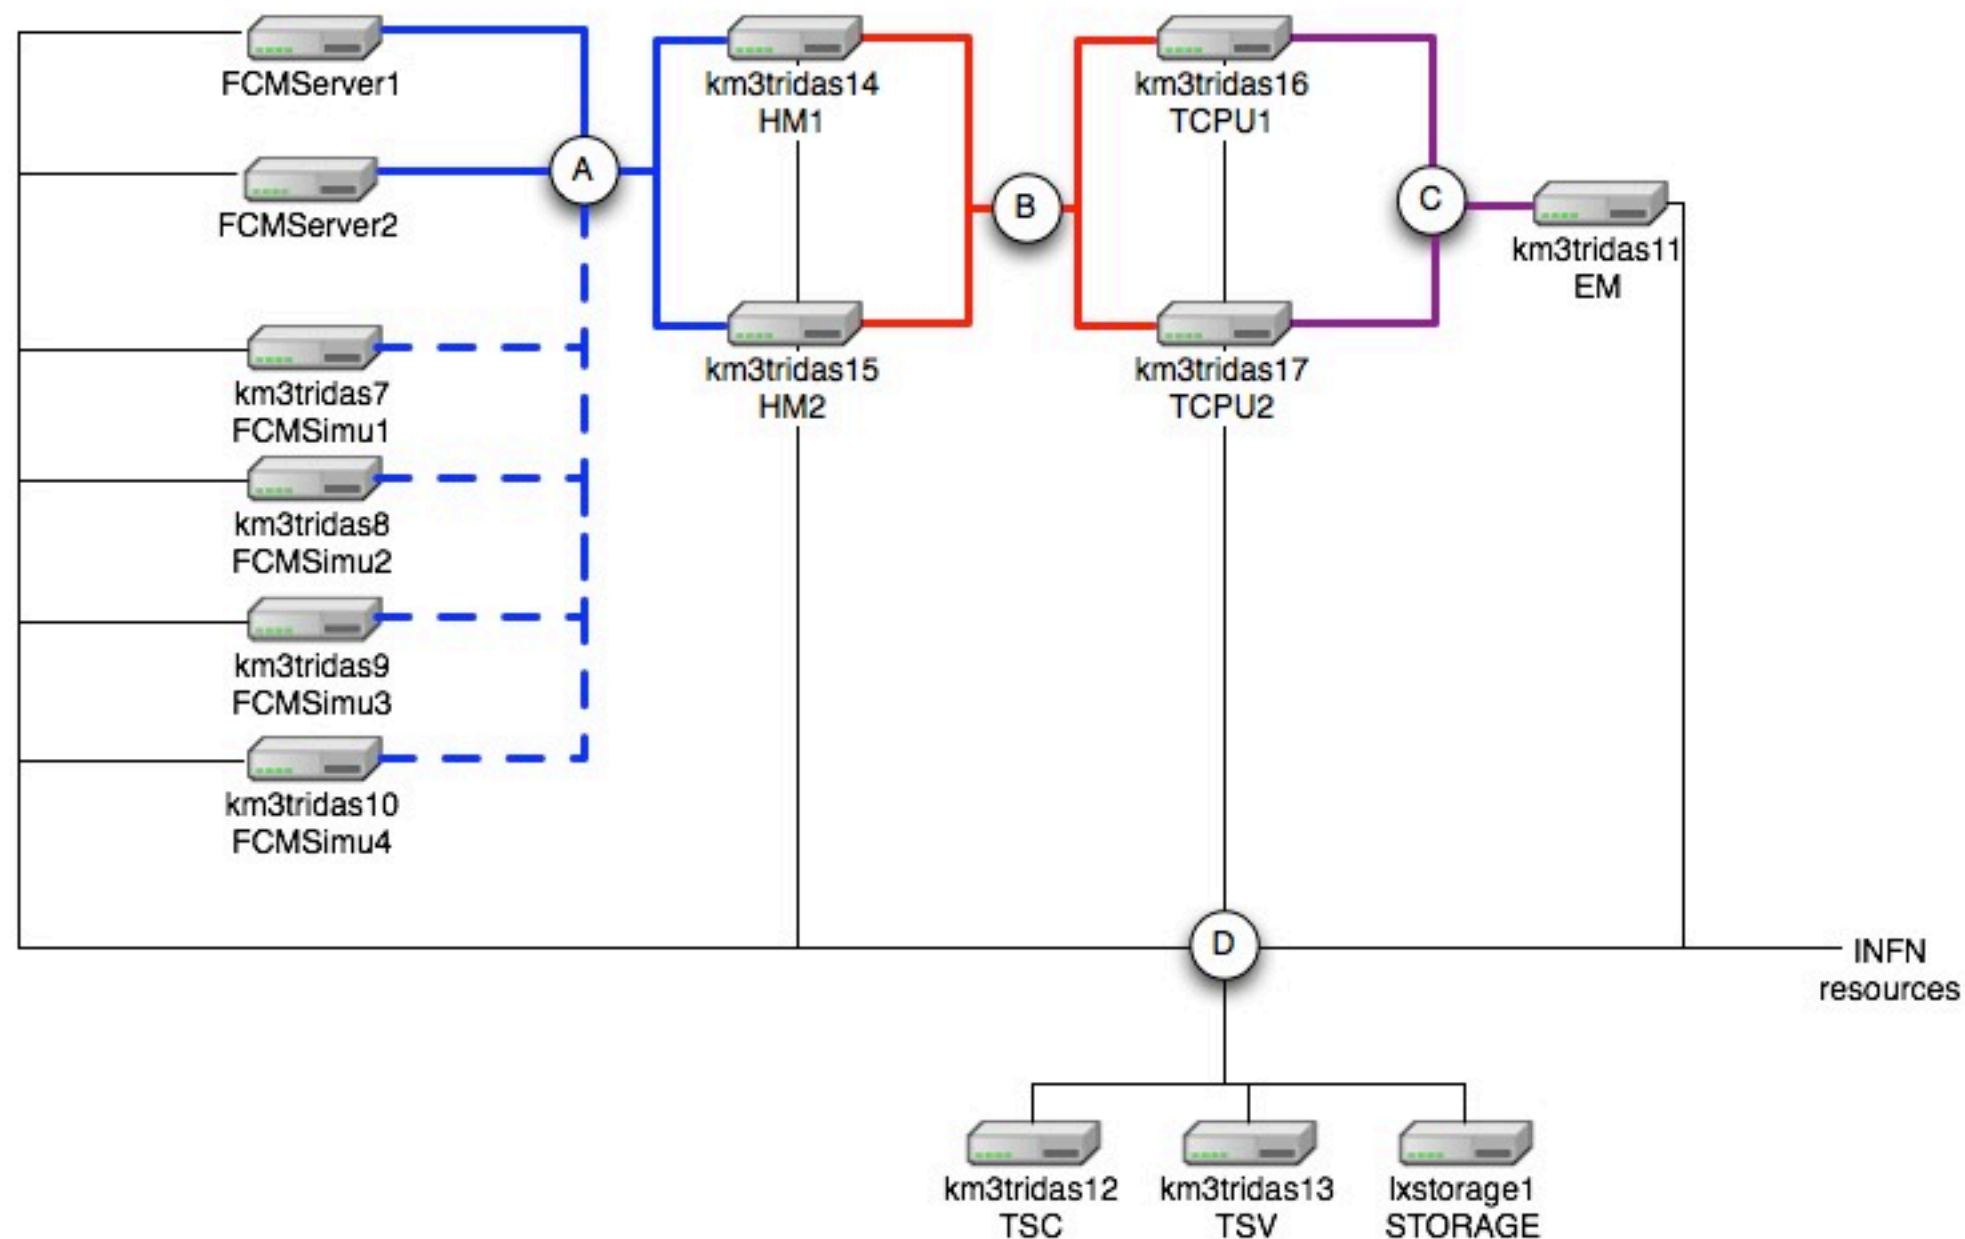 FCMServer1
km3tridas14
HM1
km3tridas16
TCPU1
A
FCMServer2
B
C
km3tridas11
EM
km3tridas7
FCMSimu1
km3tridas15
HM2
km3tridas17
TCPU2
km3tridas8
FCMSimu2
km3tridas9
FCMSimu3
km3tridas10
FCMSimu4
D
INFN
resources
km3tridas12
TSC
km3tridas13
TSV
lxstorage1
STORAGE